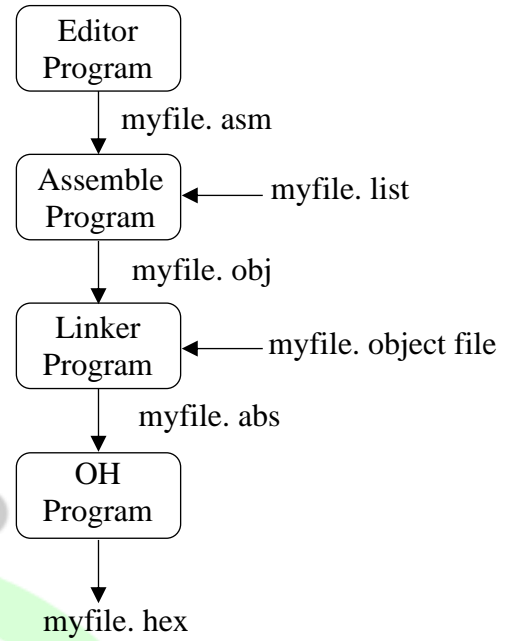 Editor
Program
myfile. asm
Assemble
Program
myfile. list
myfile. obj
Linker
Program
myfile. object file
myfile. abs
OH
Program
myfile. hex